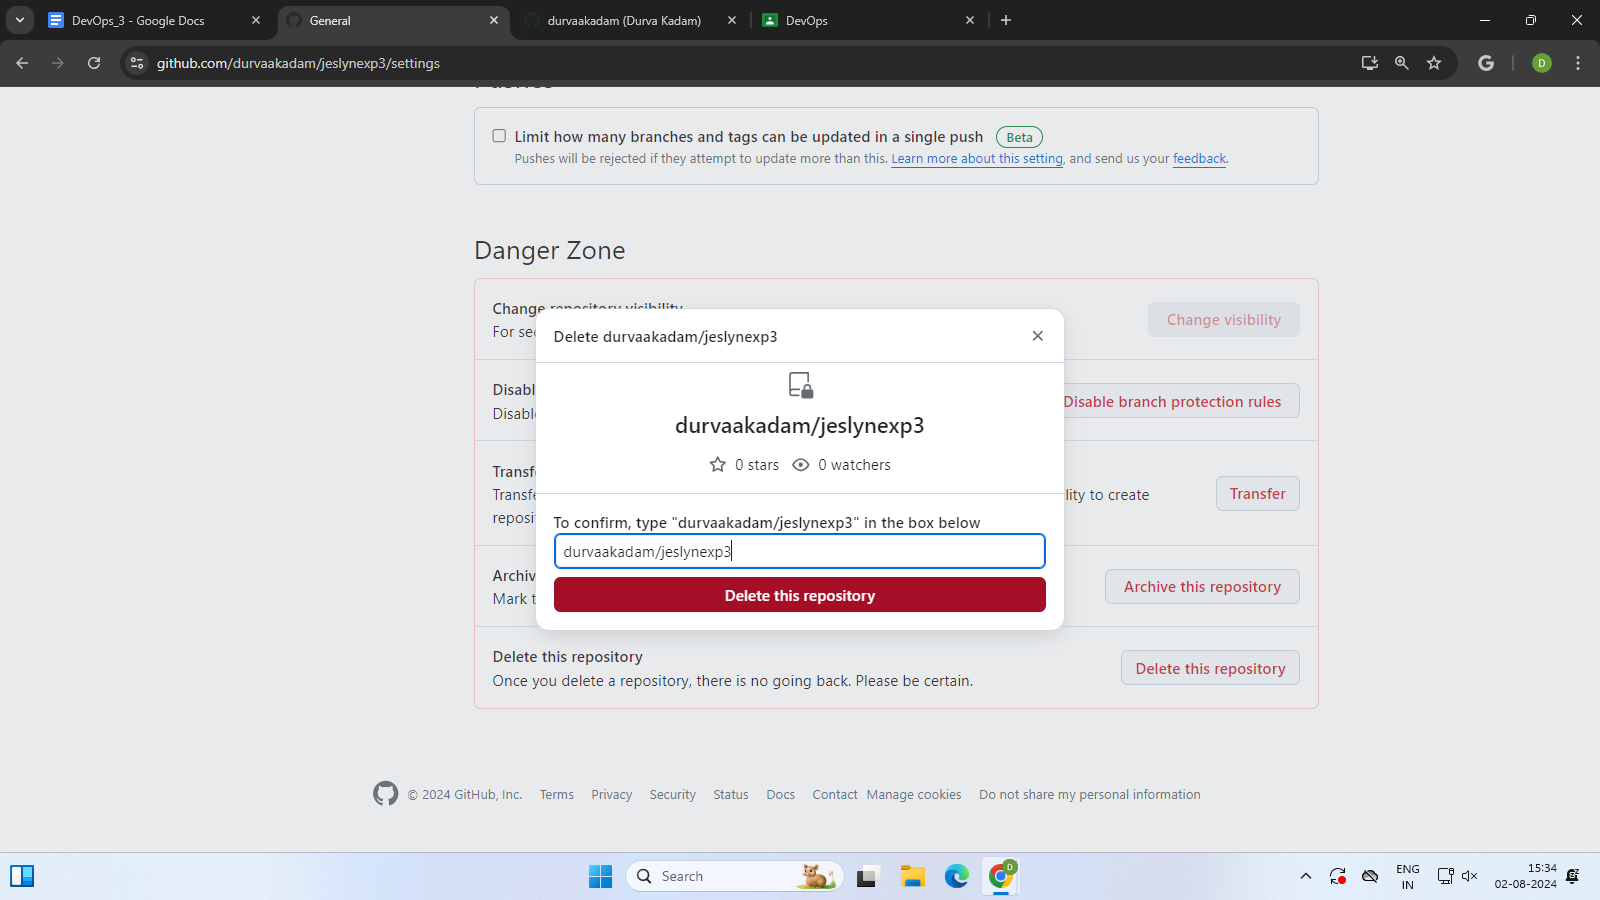 DevOps_3 - Google Docs
General
durvaakadam (Durva Kadam)
DevOps
github.com/durvaakadam/jeslynexp3/settings
D
Limit how many branches and tags can be updated in a single push Beta
Pushes will be rejected if they attempt to update more than this. Learn more about this setting, and send us your feedback.
Danger Zone
Change repository visibility
For sec
Change visibility
Disabl
Disable
Disable branch protection rules
Transfe
Transfe
lity to create
reposi
Transfer
Archiv
Mark t
Archive this repository
Delete durvaakadam/jeslynexp3
durvaakadam/jeslynexp3
0 stars 0 watchers
To confirm, type "durvaakadam/jeslynexp3" in the box below
durvaakadam/jeslynexp3
Delete this repository
Delete this repository
Once you delete a repository, there is no going back. Please be certain.
Delete this repository
© 2024 GitHub, Inc. Terms Privacy Security Status Docs Contact Manage cookies Do not share my personal information
Search
D
ENG
IN
15:34
02-08-2024